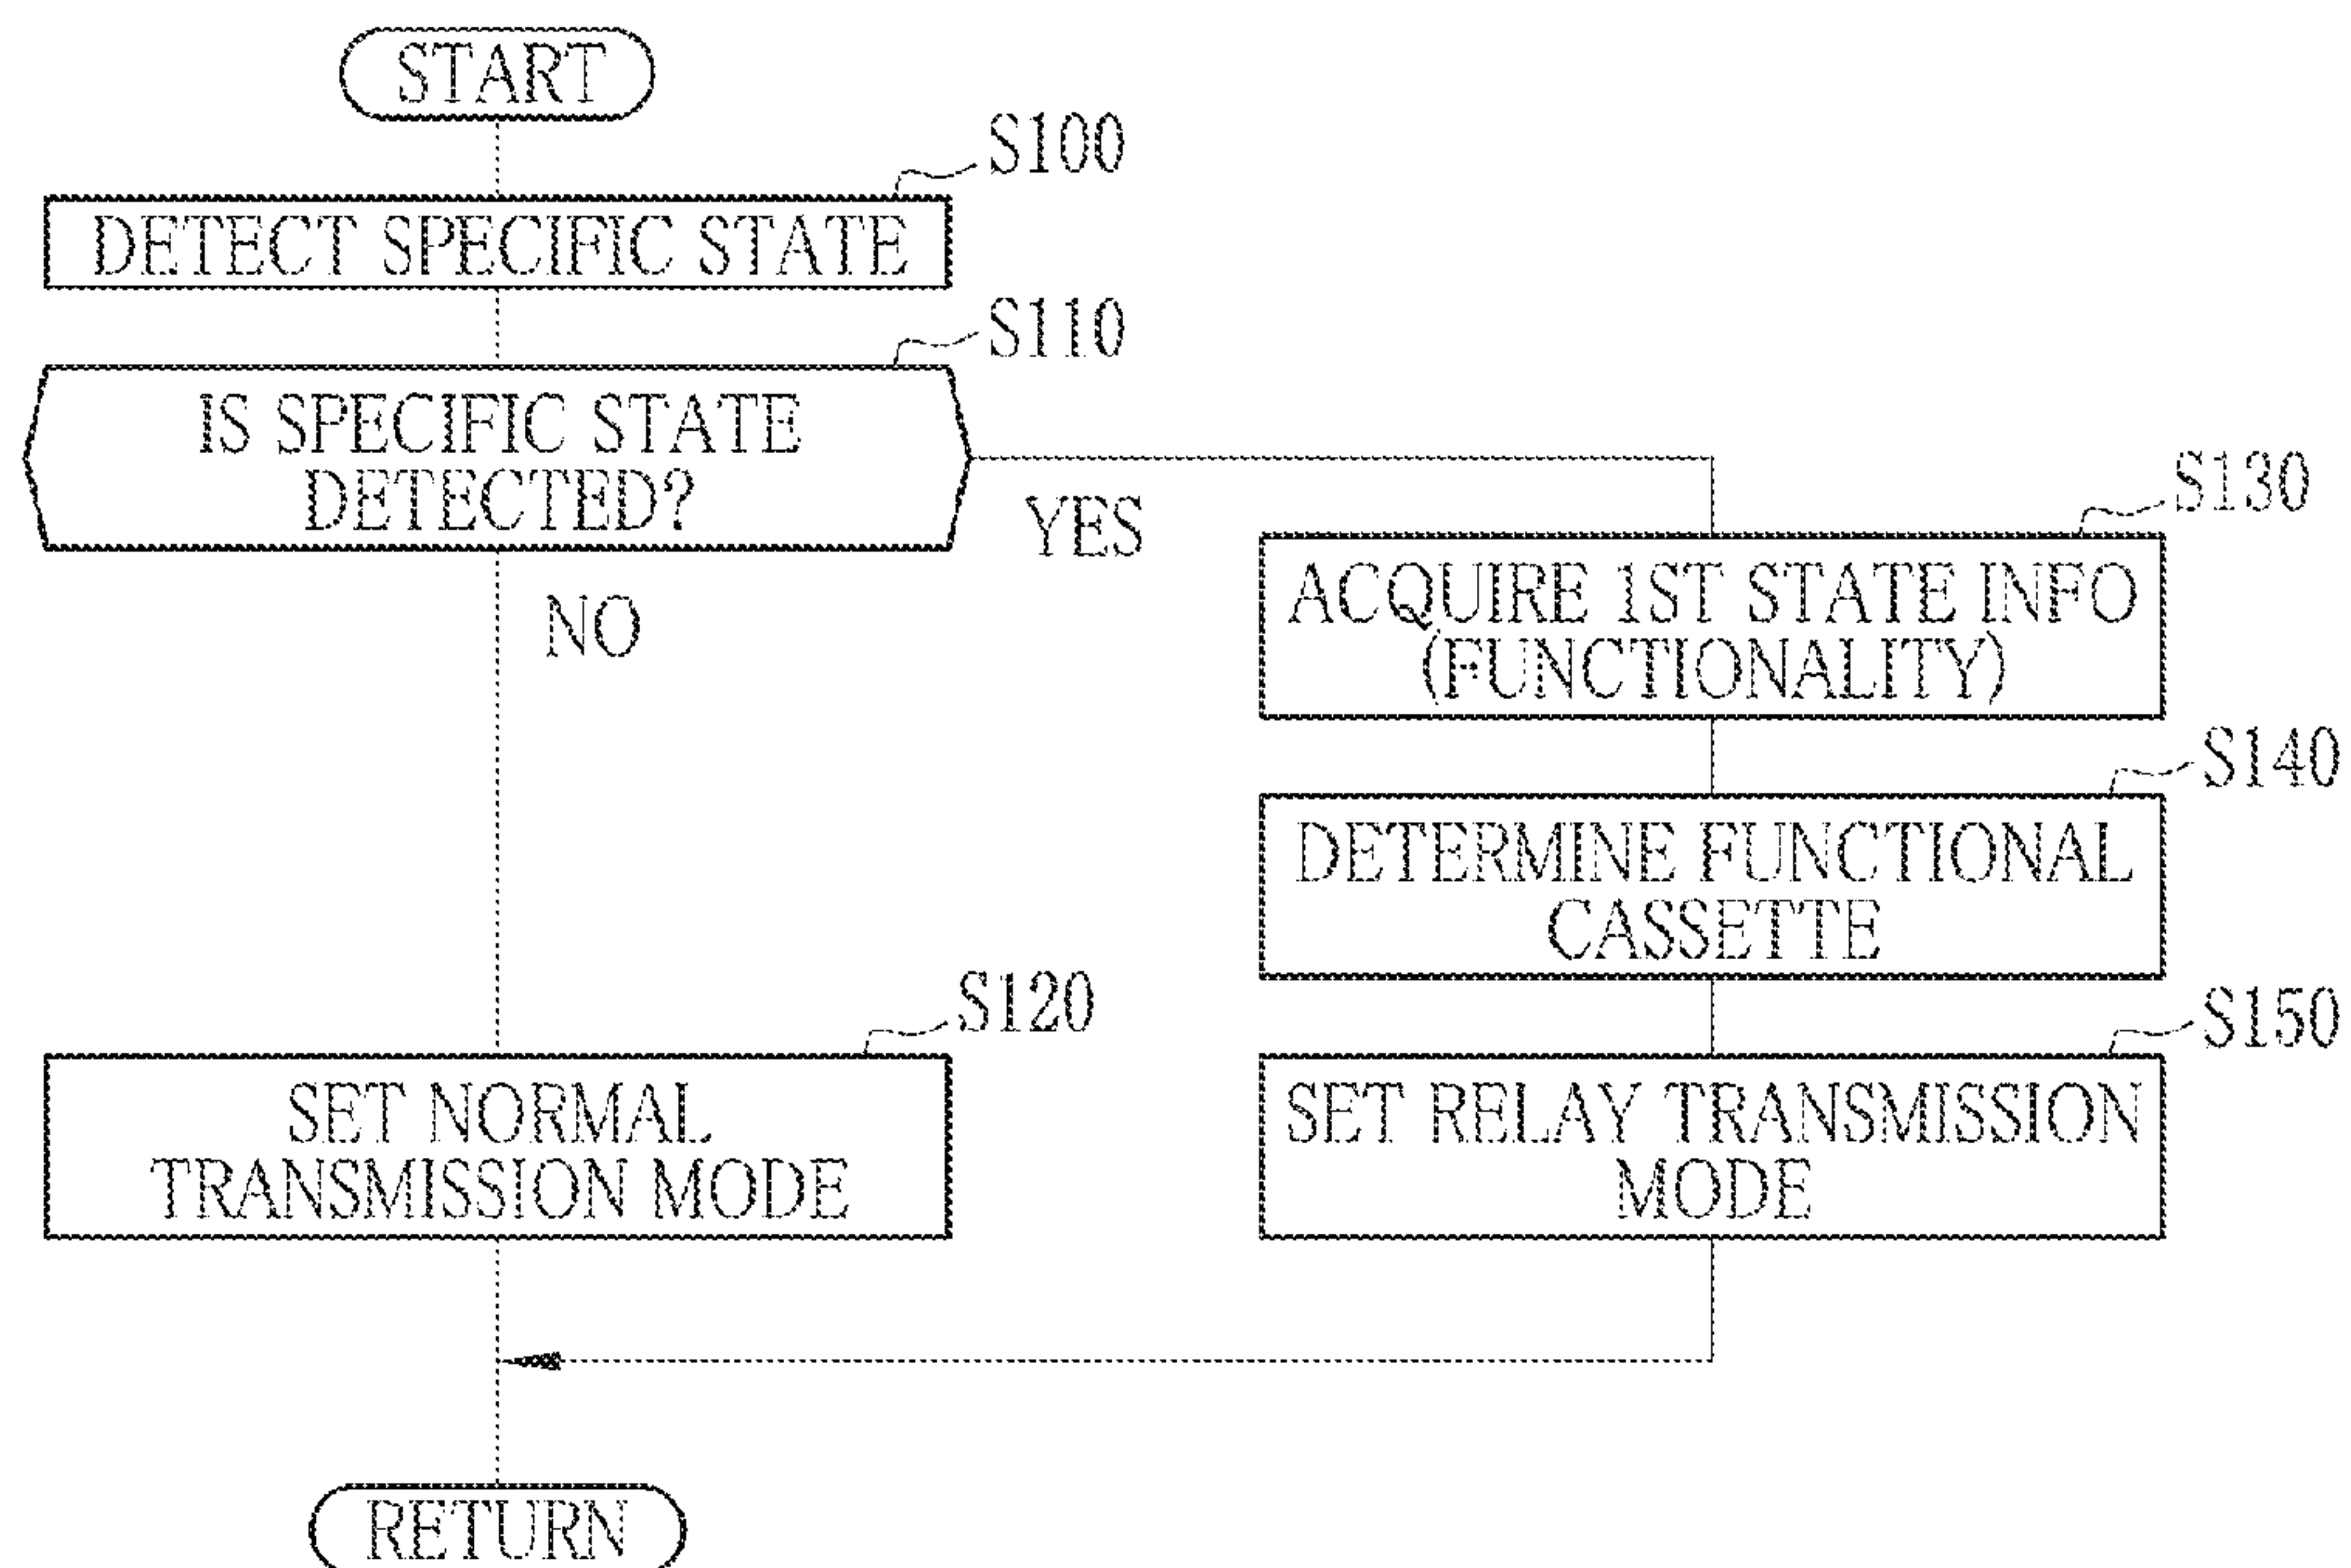 START
S100
DETECT SPECIFIC STATE
S110
IS SPECIFIC STATE
DETECTED?
YES
NO
S130
ACQUIRE 1ST STATE INFO
(FUNCTIONALITY)
S140
DETERMINE FUNCTIONAL
CASSETTE
S120
SET NORMAL
TRANSMISSION MODE
S150
SET RELAY TRANSMISSION
MODE
RETURN